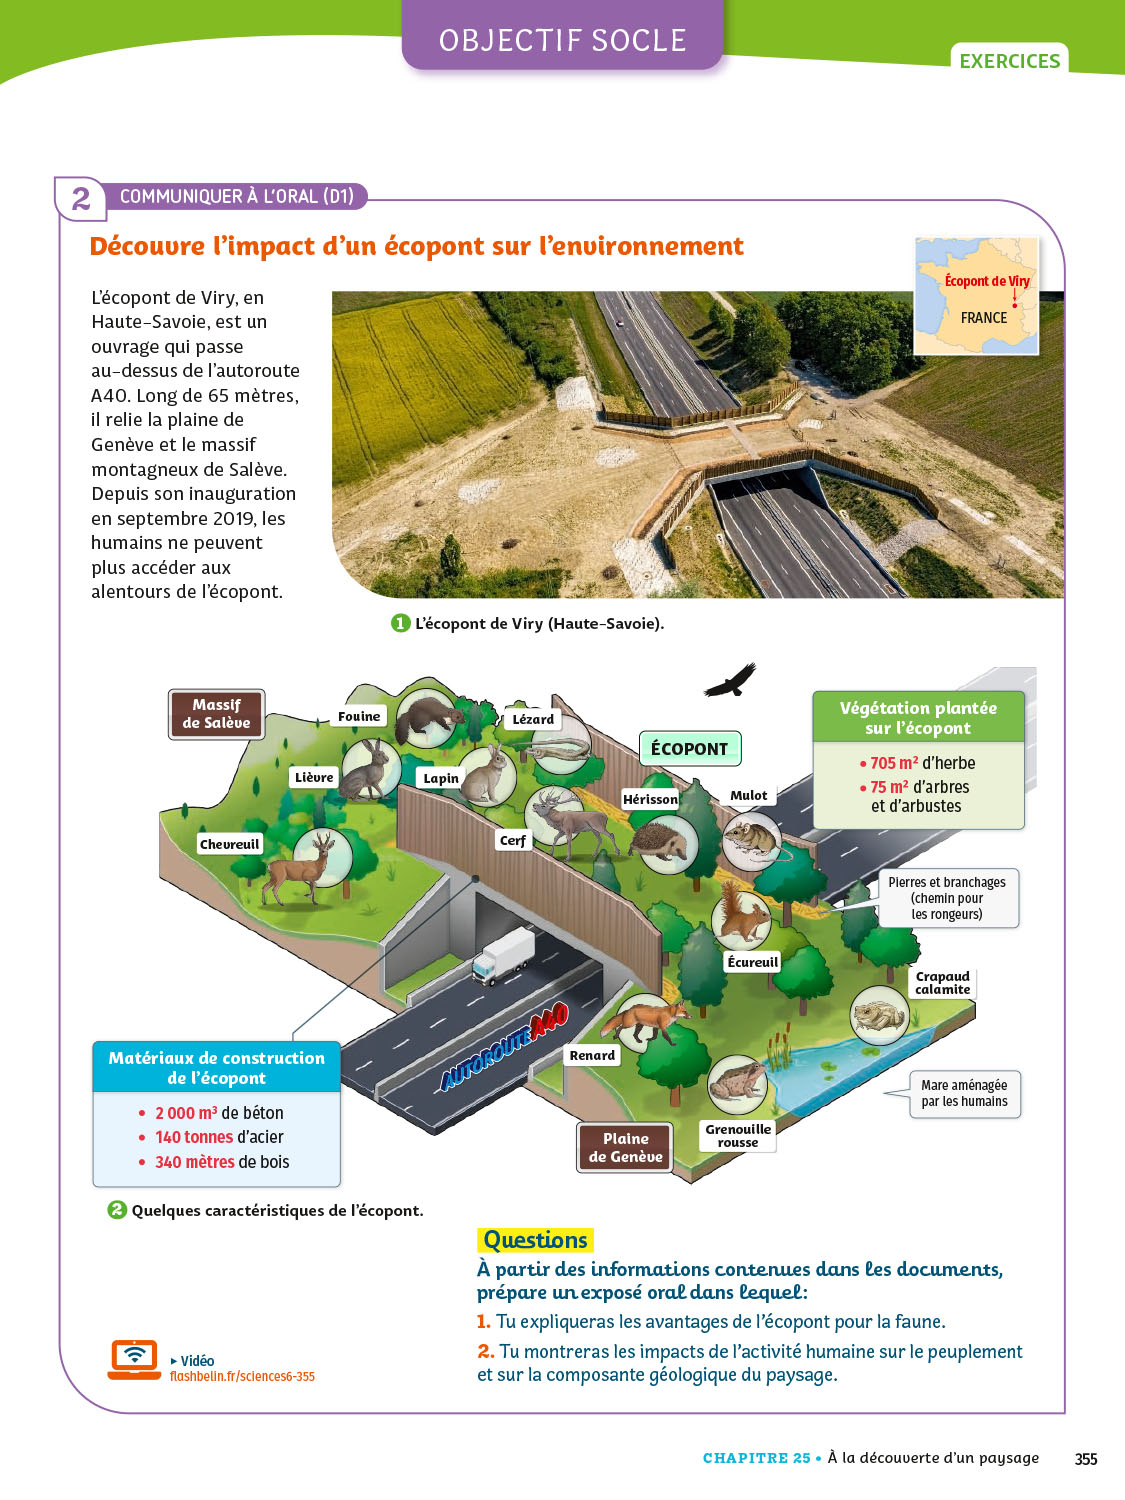 OBJECTIF SOCLE
EXERCICES
2
COMMUNIQUER À L'ORAL (D1)
Découvre l'impact d'un écopont sur l'environnement
L'écopont de Viry, en
Haute-Savoie, est un
ouvrage qui passe
au-dessus de l'autoroute
A40. Long de 65 mètres,
il relie la plaine de
Genève et le massif
montagneux de Salève.
Depuis son inauguration
en septembre 2019, les
humains ne peuvent
plus accéder aux
alentours de l'écopont.
Écopont de Viry
FRANCE
1 L'écopont de Viry (Haute-Savoie).
Massif
de Salève
Fouine
Lézard
ÉCOPONT
Végétation plantée
sur l'écopont
• 705 m² d'herbe
• 75 m² d'arbres
et d'arbustes
Lièvre
Lapin
Hérisson
Mulot
Chevreuil
Cerf
Pierres et branchages
(chemin pour
les rongeurs)
Écureuil
Crapaud
calamite
AUTOROUTE A40
Renard
Matériaux de construction
de l'écopont
• 2 000 m³ de béton
• 140 tonnes d'acier
• 340 mètres de bois
Mare aménagée
par les humains
Grenouille
rousse
Plaine
de Genève
2 Quelques caractéristiques de l'écopont.
Questions
À partir des informations contenues dans les documents,
prépare un exposé oral dans lequel :
1. Tu expliqueras les avantages de l'écopont pour la faune.
2. Tu montreras les impacts de l'activité humaine sur le peuplement
et sur la composante géologique du paysage.
▸ Vidéo
flashbelin.fr/sciences6-355
CHAPITRE 25 • À la découverte d'un paysage
355